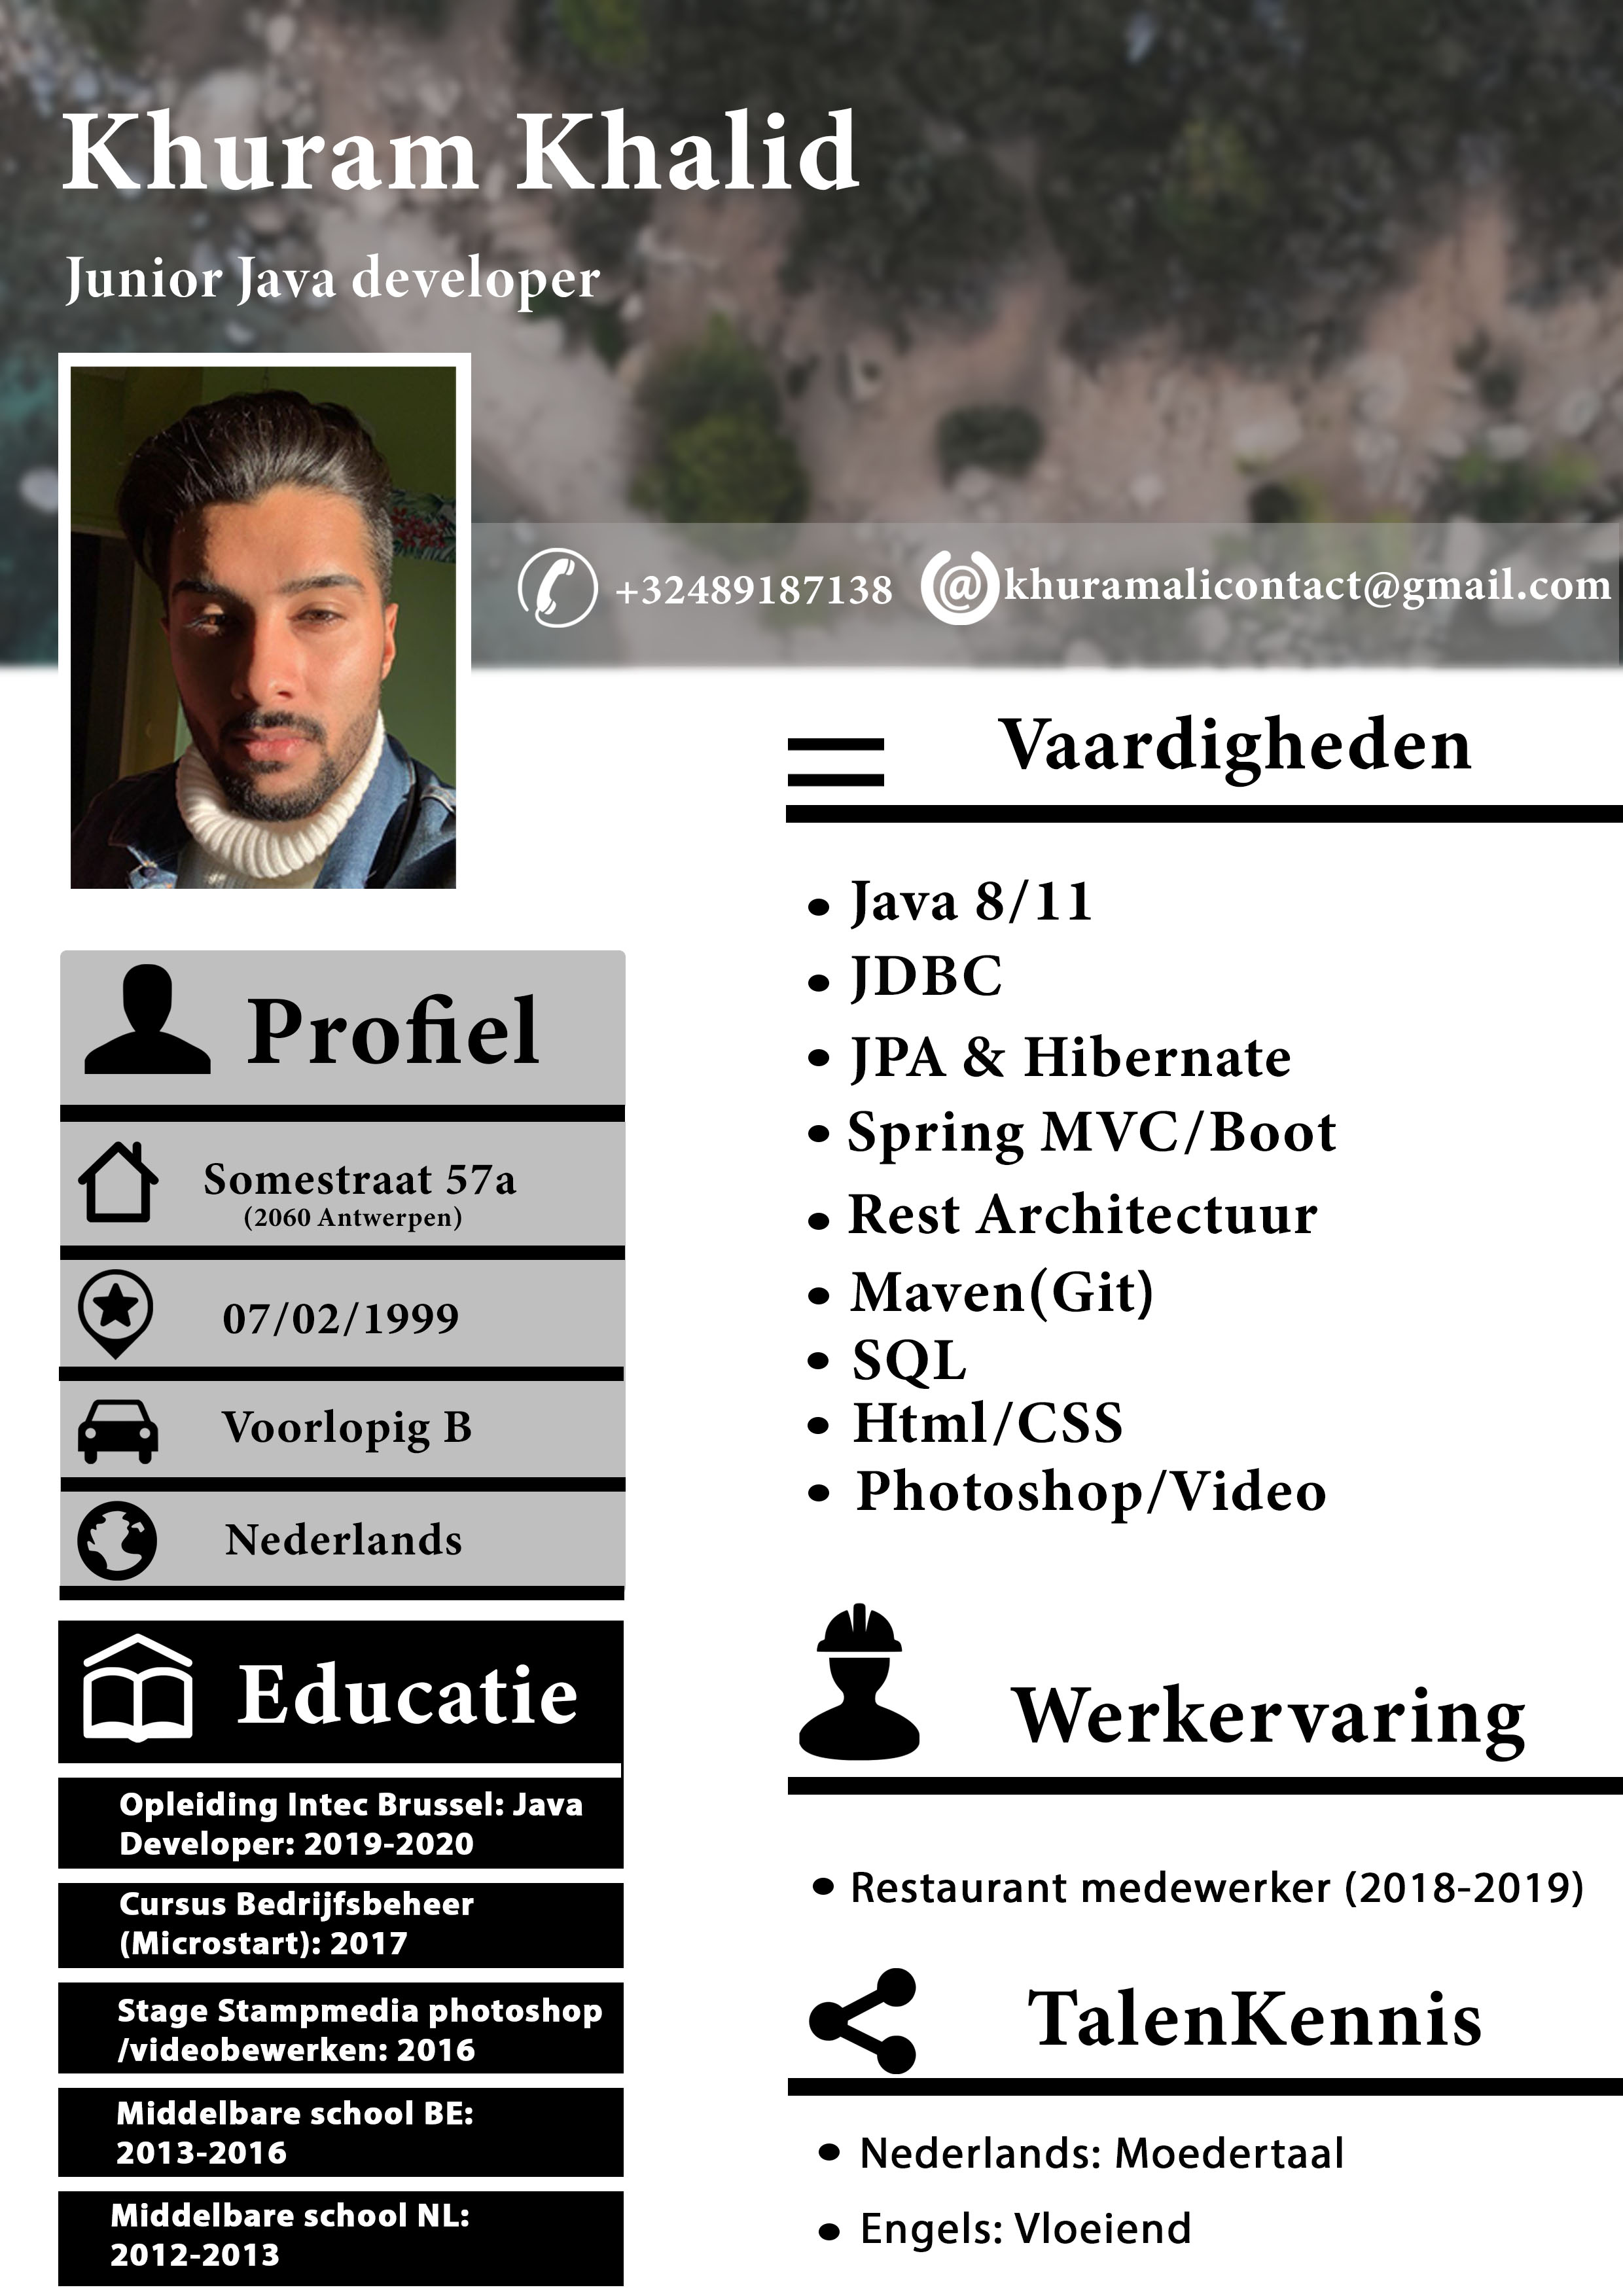 Khuram Khalid
Junior Java developer
+32489187138
khuramalicontact@gmail.com
Profiel
Somestraat 57a
(2060 Antwerpen)
07/02/1999
Voorlopig B
Nederlands
Educatie
Opleiding Intec Brussel: Java
Developer: 2019-2020
Cursus Bedrijfsbeheer
(Microstart): 2017
Stage Stampmedia photoshop
/videobewerken: 2016
Middelbare school BE:
2013-2016
Middelbare school NL:
2012-2013
Vaardigheden
• Java 8/11
• JDBC
• JPA & Hibernate
• Spring MVC/Boot
• Rest Architectuur
• Maven(Git)
• SQL
• Html/CSS
• Photoshop/Video
Werkervaring
• Restaurant medewerker (2018-2019)
TalenKennis
• Nederlands: Moedertaal
• Engels: Vloeiend